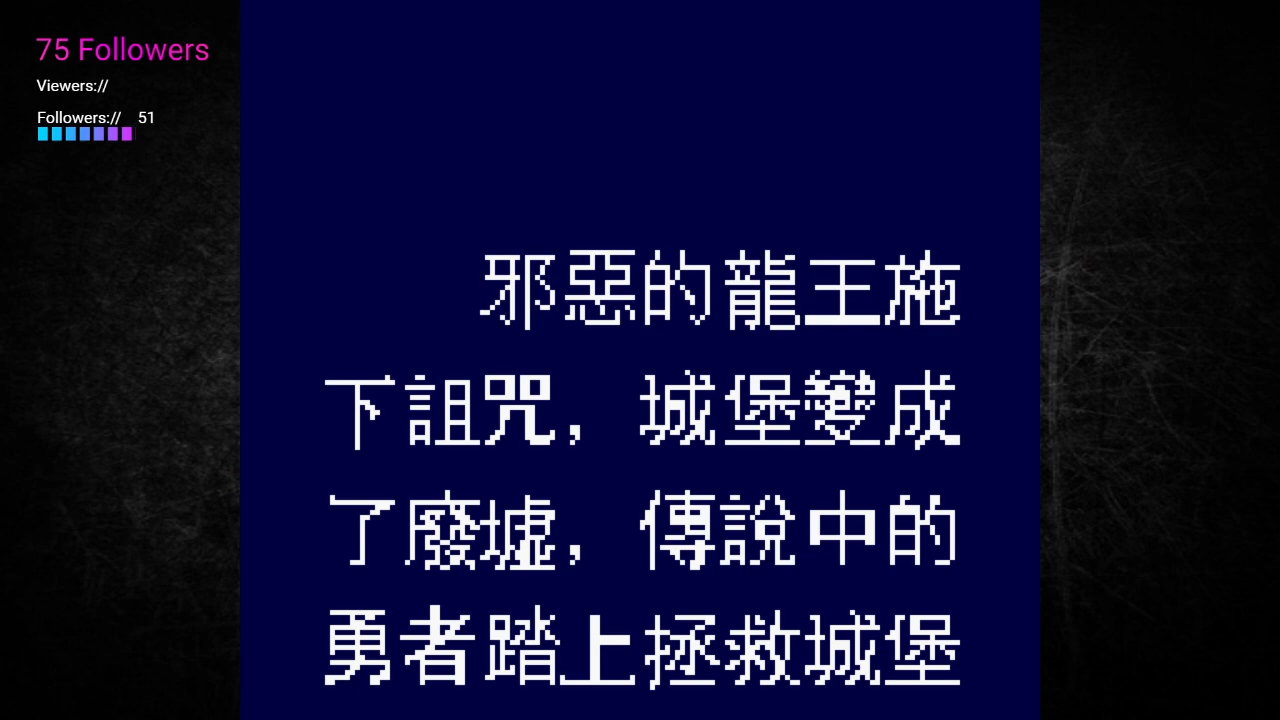 75 Followers
Viewers://
Followers:// 51
邪惡的龍王施
下詛咒，城堡變成
了廢墟，傳說中的
勇者踏上拯救城堡